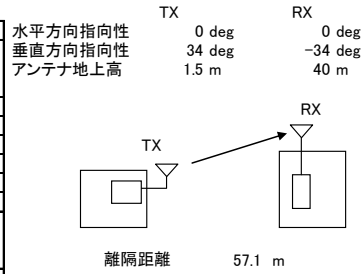 TX RX
水平方向指向性 0 deg 0 deg
垂直方向指向性 34 deg -34 deg
アンテナ地上高 1.5 m 40 m
RX
TX
離隔距離 57.1 m